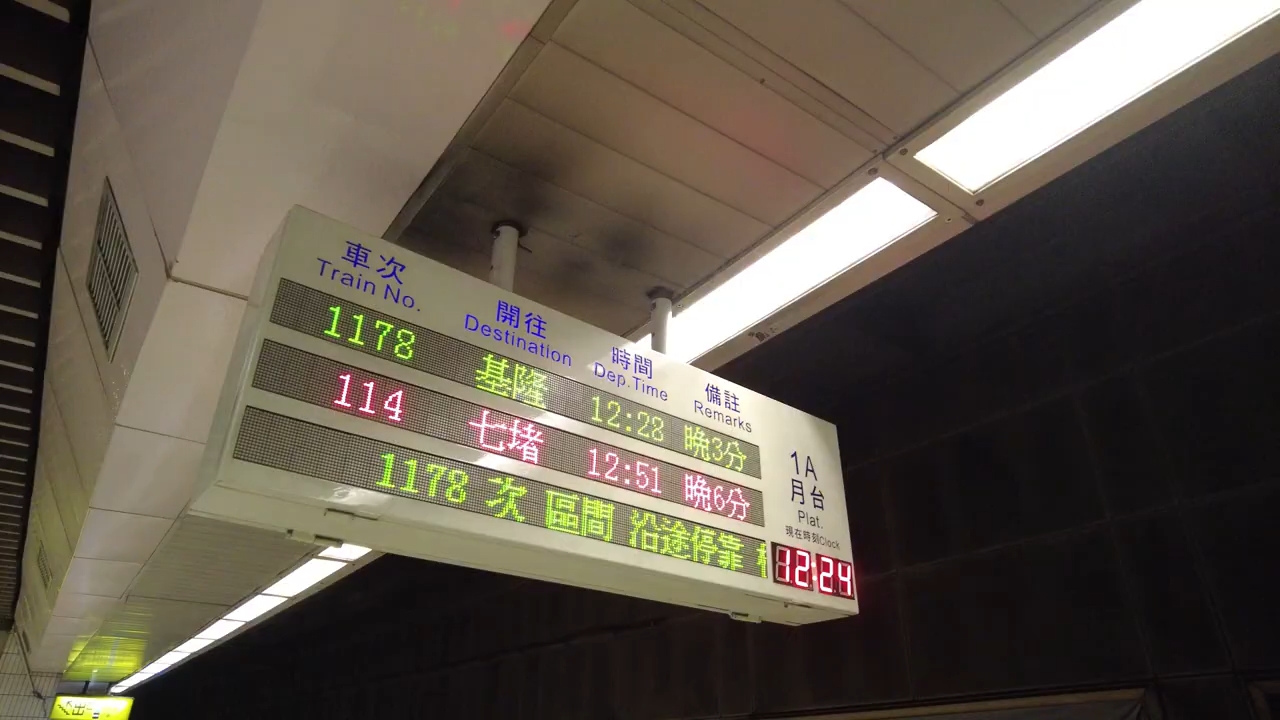 車次 開往 時間 備註
Train No. Destination Dep.Time Remarks
1178 基隆 12:28 晚3分
114 七堵 12:51 晚6分
1178 次 區間 沿途停靠
1A
月台
Plat.
現在時刻Clock
12:24
出